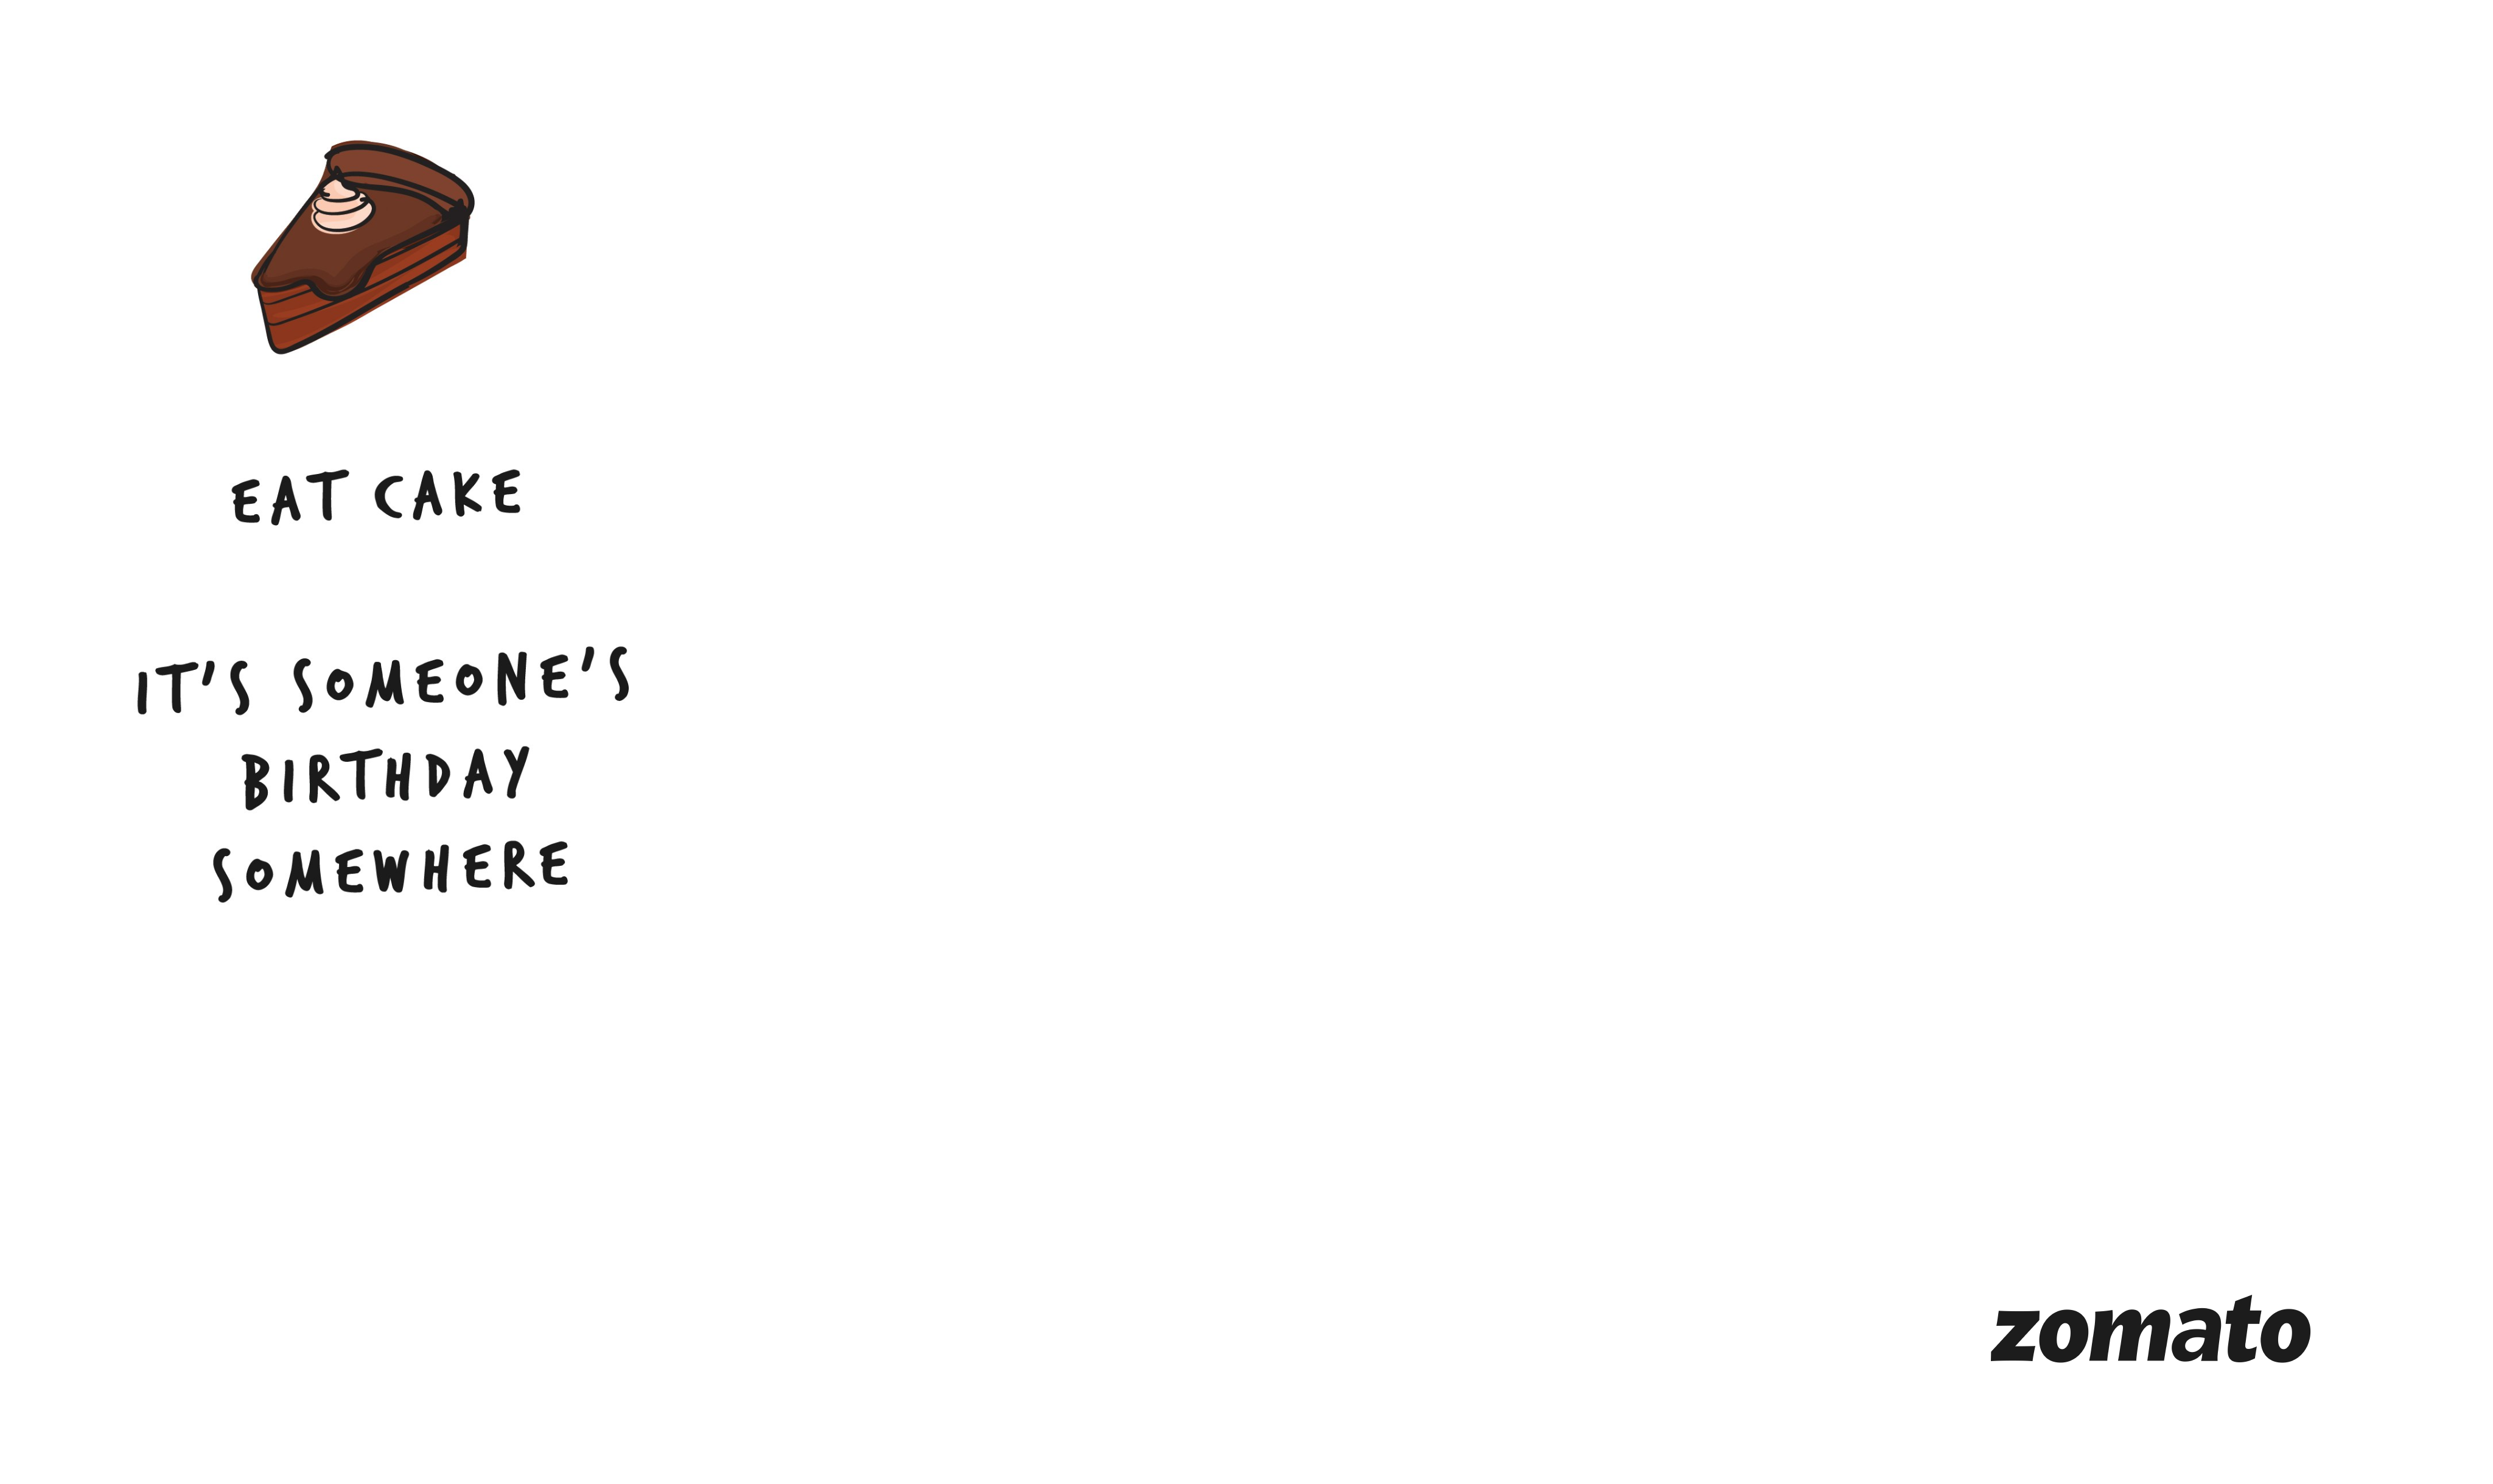 EAT CAKE
IT'S SOMEONE'S
BIRTHDAY
SOMEWHERE
zomato